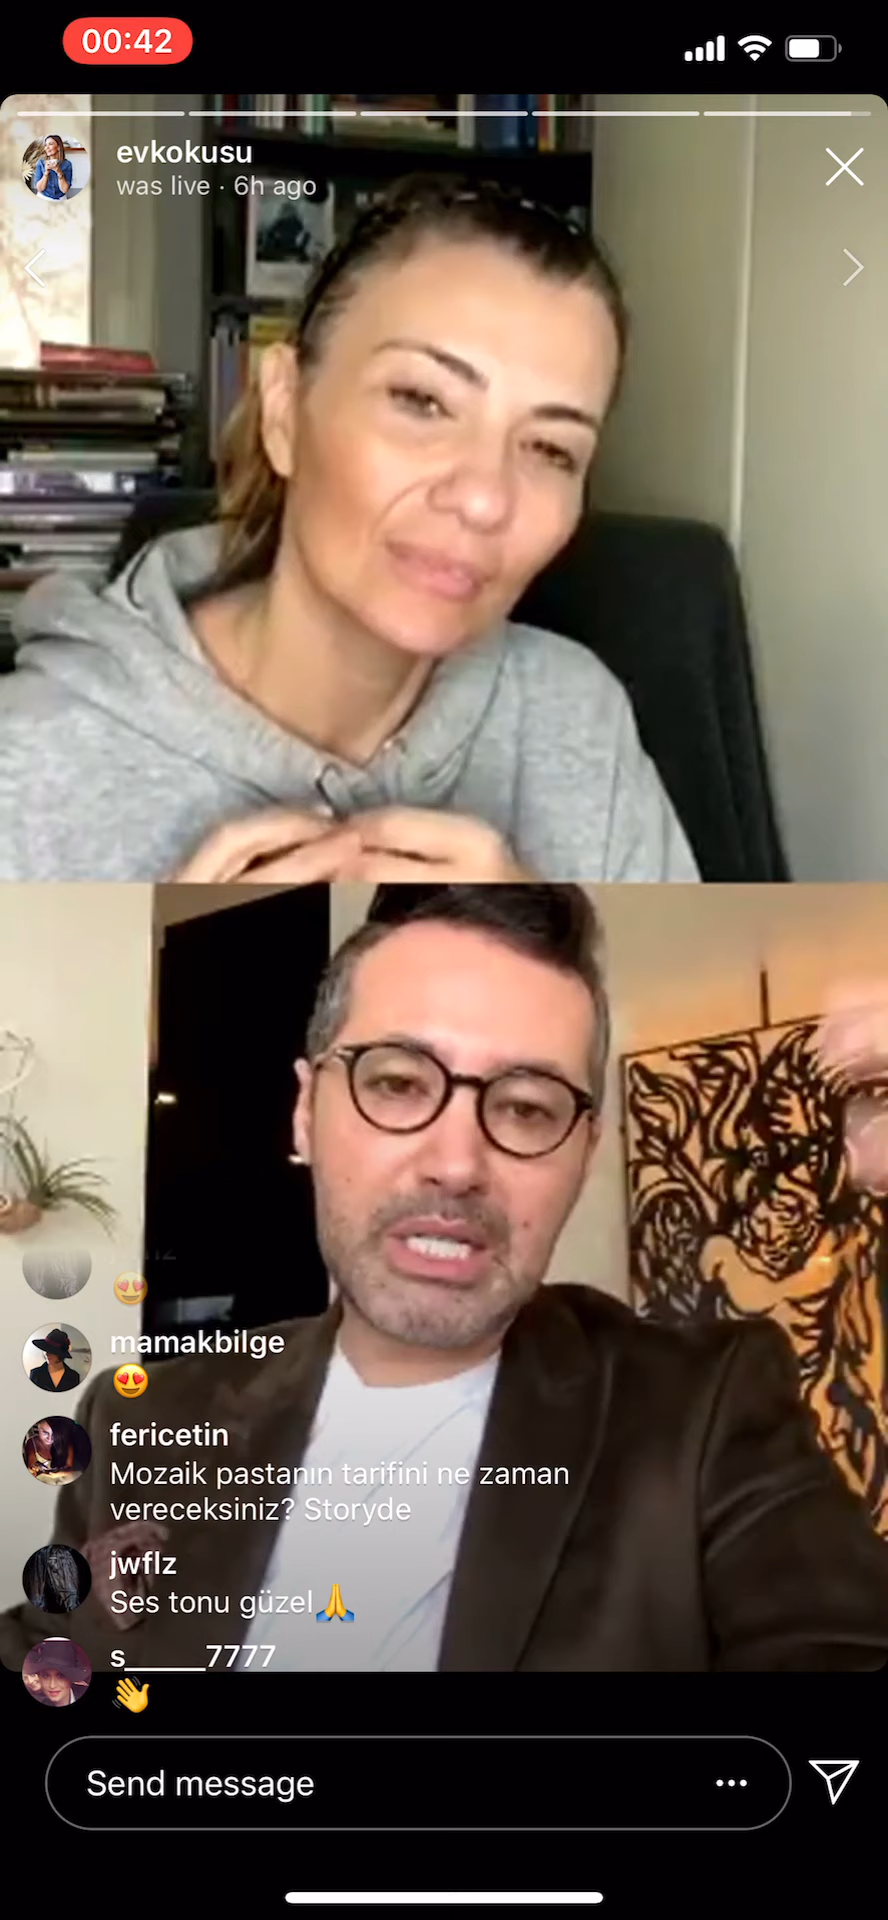 00:42
evkokusu
was live · 6h ago
mamakbilge
😍
fericetin
Mozaik pastanın tarifini ne zaman
vereceksiniz? Storyde
jwflz
Ses tonu güzel🙏
s_____7777
👋
Send message